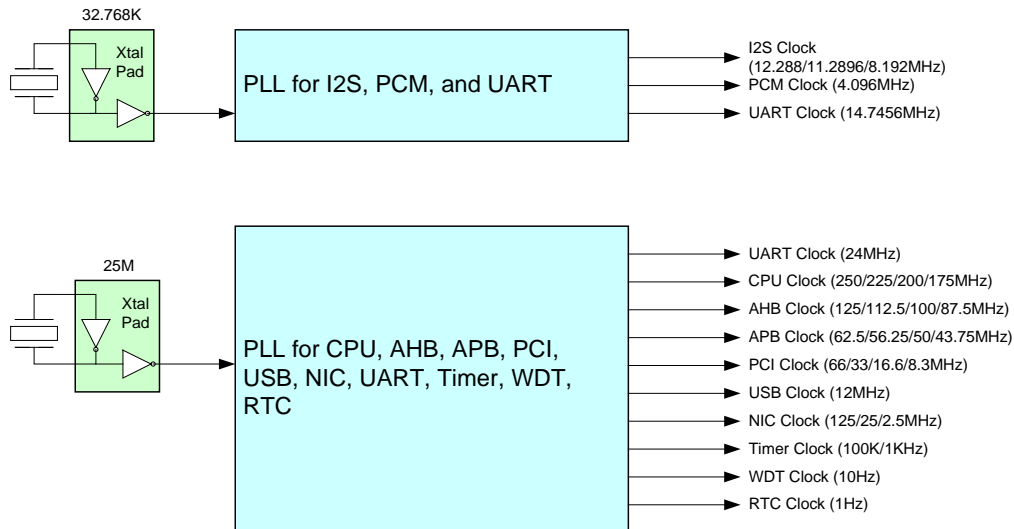 32.768K
Xtal
Pad
PLL for I2S, PCM, and UART
I2S Clock
(12.288/11.2896/8.192MHz)
PCM Clock (4.096MHz)
UART Clock (14.7456MHz)
25M
Xtal
Pad
PLL for CPU, AHB, APB, PCI,
USB, NIC, UART, Timer, WDT,
RTC
UART Clock (24MHz)
CPU Clock (250/225/200/175MHz)
AHB Clock (125/112.5/100/87.5MHz)
APB Clock (62.5/56.25/50/43.75MHz)
PCI Clock (66/33/16.6/8.3MHz)
USB Clock (12MHz)
NIC Clock (125/25/2.5MHz)
Timer Clock (100K/1KHz)
WDT Clock (10Hz)
RTC Clock (1Hz)